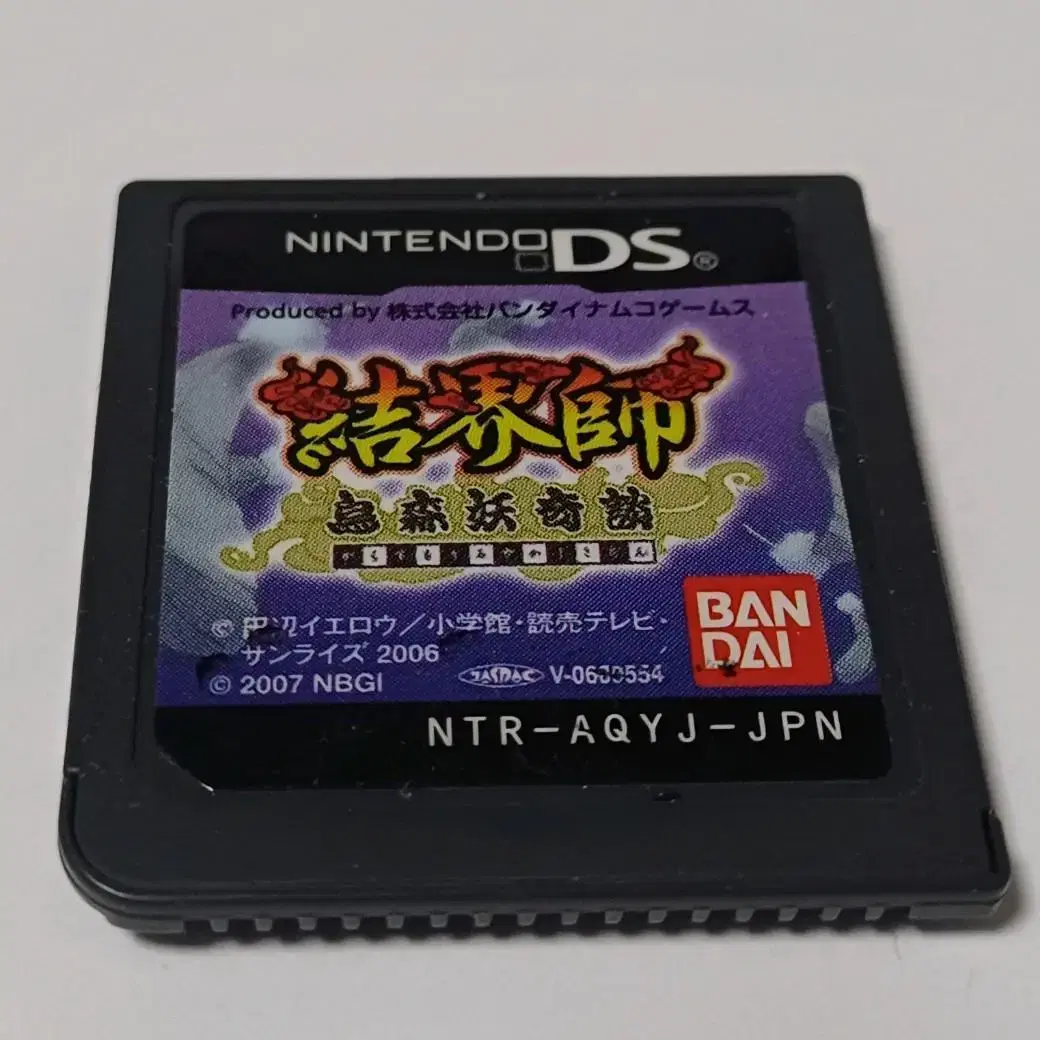 NINTENDO DS®
Produced by 株式会社バンダイナムコゲームス
結界師
烏森妖奇談
からすもりあやかしきだん
© 田辺イエロウ／小学館・読売テレビ・
サンライズ 2006
© 2007 NBGI
JASRAC
BAN
DAI
NTR-AQYJ-JPN